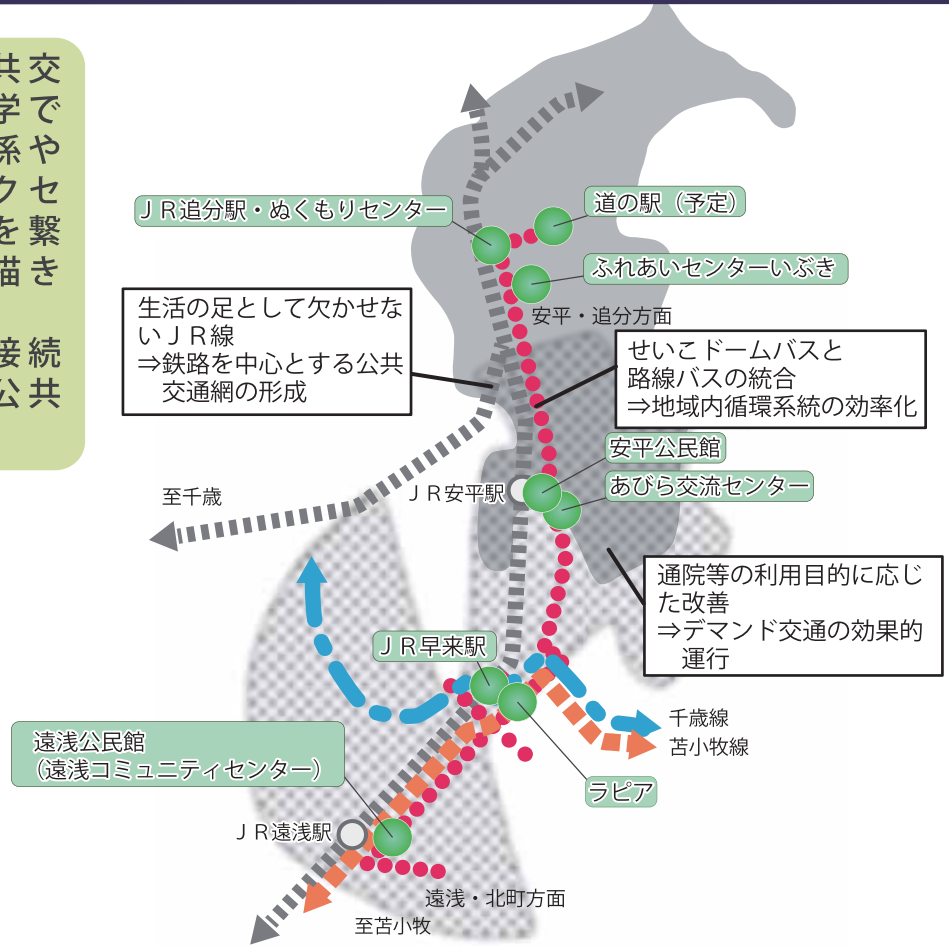 交で
や
セ
繋
き
続
共
共学係クを描
接
公
ＪＲ追分駅・ぬくもりセンター
道の駅（予定）
ふれあいセンターいぶき
安平・追分方面
生活の足として欠かせな
いＪＲ線
⇒鉄路を中心とする公共
交通網の形成
せいこドームバスと
路線バスの統合
⇒地域内循環系統の効率化
安平公民館
ＪＲ安平駅
あびら交流センター
至千歳
通院等の利用目的に応じ
た改善
⇒デマンド交通の効果的
運行
ＪＲ早来駅
千歳線
苫小牧線
遠浅公民館
（遠浅コミュニティセンター）
ラピア
ＪＲ遠浅駅
遠浅・北町方面
至苫小牧